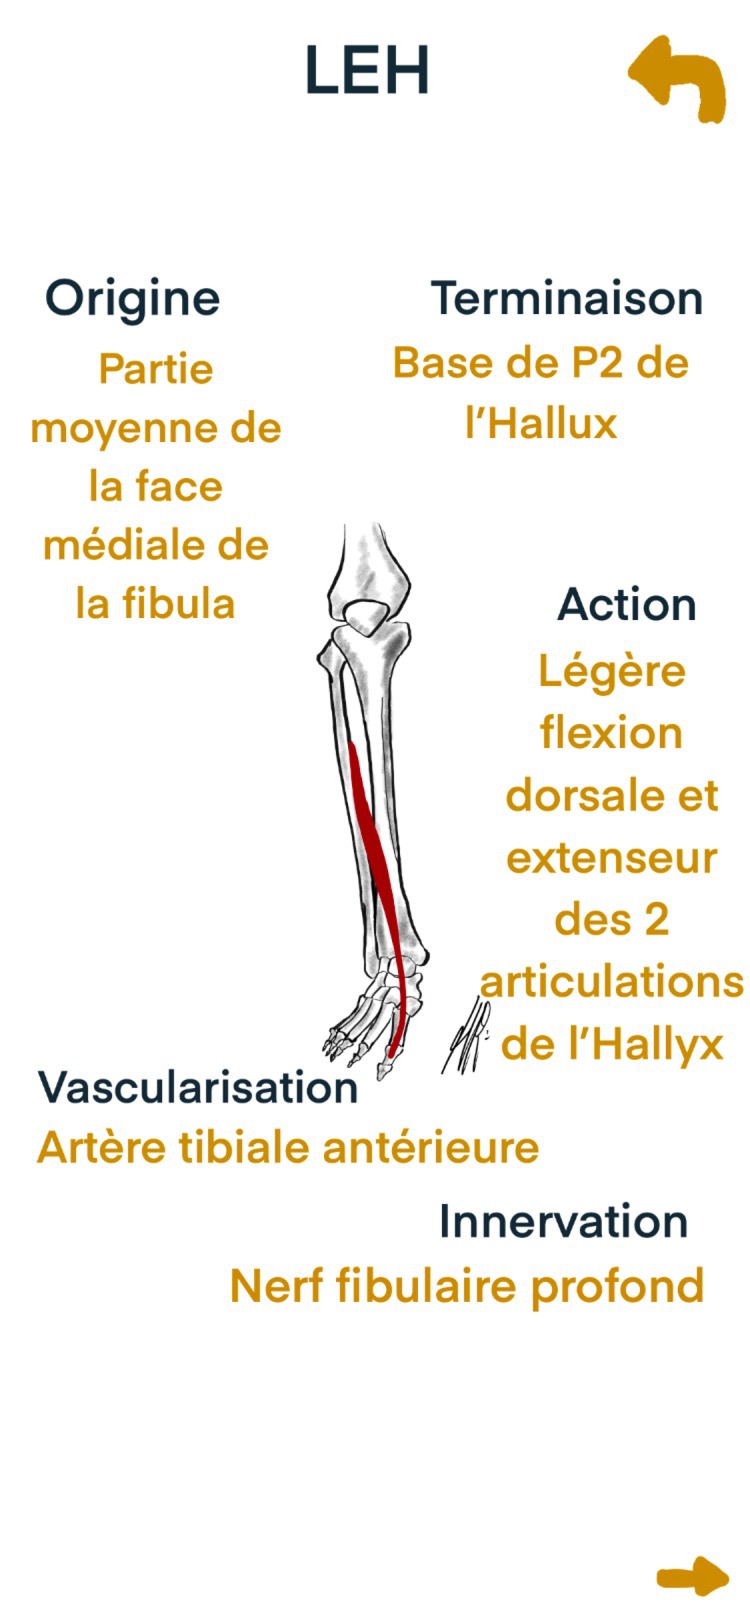 LEH
Origine
Partie
moyenne de
la face
médiale de
la fibula
Terminaison
Base de P2 de
l'Hallux
Action
Légère
flexion
dorsale et
extenseur
des 2
articulations
de l'Hallyx
Vascularisation
Artère tibiale antérieure
Innervation
Nerf fibulaire profond